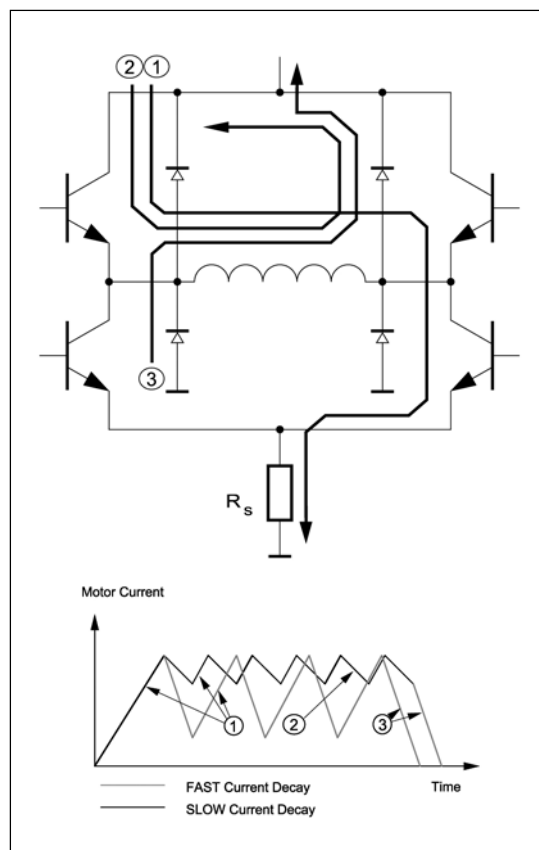 ② ①
③
R s
Motor Current
① ② ③
FAST Current Decay
Time
SLOW Current Decay